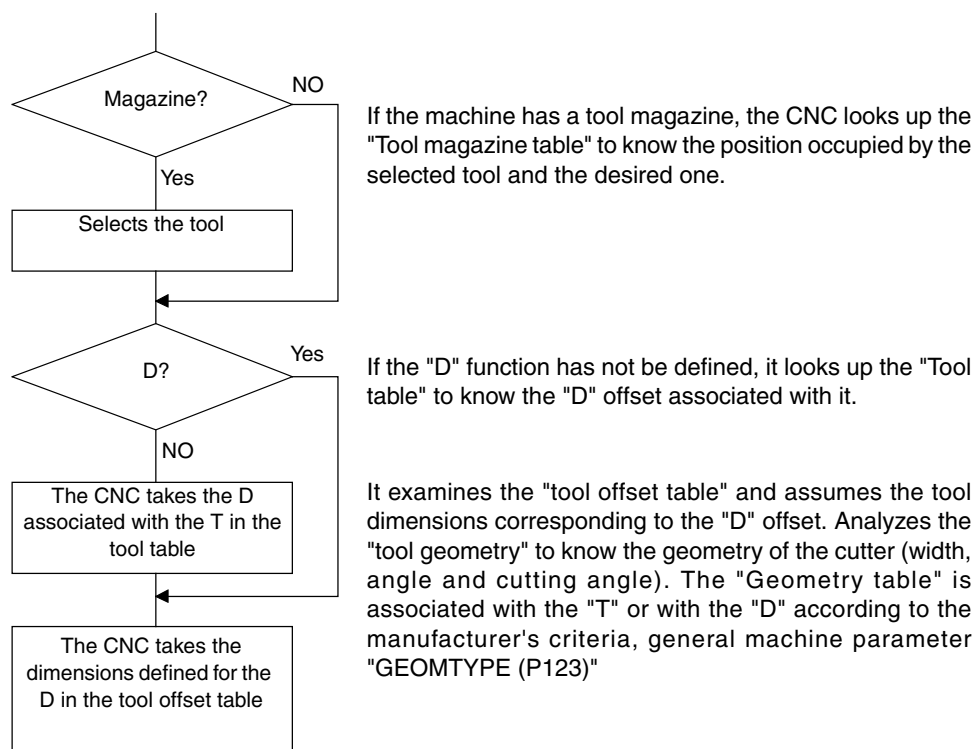 Magazine?
NO
Yes
Selects the tool
If the machine has a tool magazine, the CNC looks up the
"Tool magazine table" to know the position occupied by the
selected tool and the desired one.
D?
Yes
NO
If the "D" function has not be defined, it looks up the "Tool
table" to know the "D" offset associated with it.
The CNC takes the D
associated with the T in the
tool table
The CNC takes the
dimensions defined for the
D in the tool offset table
It examines the "tool offset table" and assumes the tool
dimensions corresponding to the "D" offset. Analyzes the
"tool geometry" to know the geometry of the cutter (width,
angle and cutting angle). The "Geometry table" is
associated with the "T" or with the "D" according to the
manufacturer's criteria, general machine parameter
"GEOMTYPE (P123)"